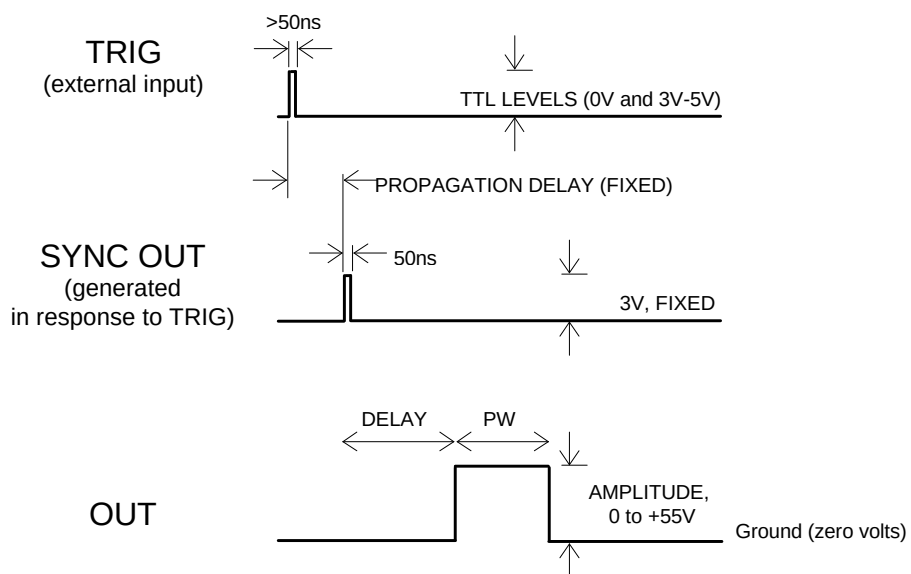 >50ns
TRIG
(external input)
TTL LEVELS (0V and 3V-5V)
PROPAGATION DELAY (FIXED)
SYNC OUT
(generated
in response to TRIG)
50ns
3V, FIXED
DELAY
PW
OUT
AMPLITUDE,
0 to +55V
Ground (zero volts)